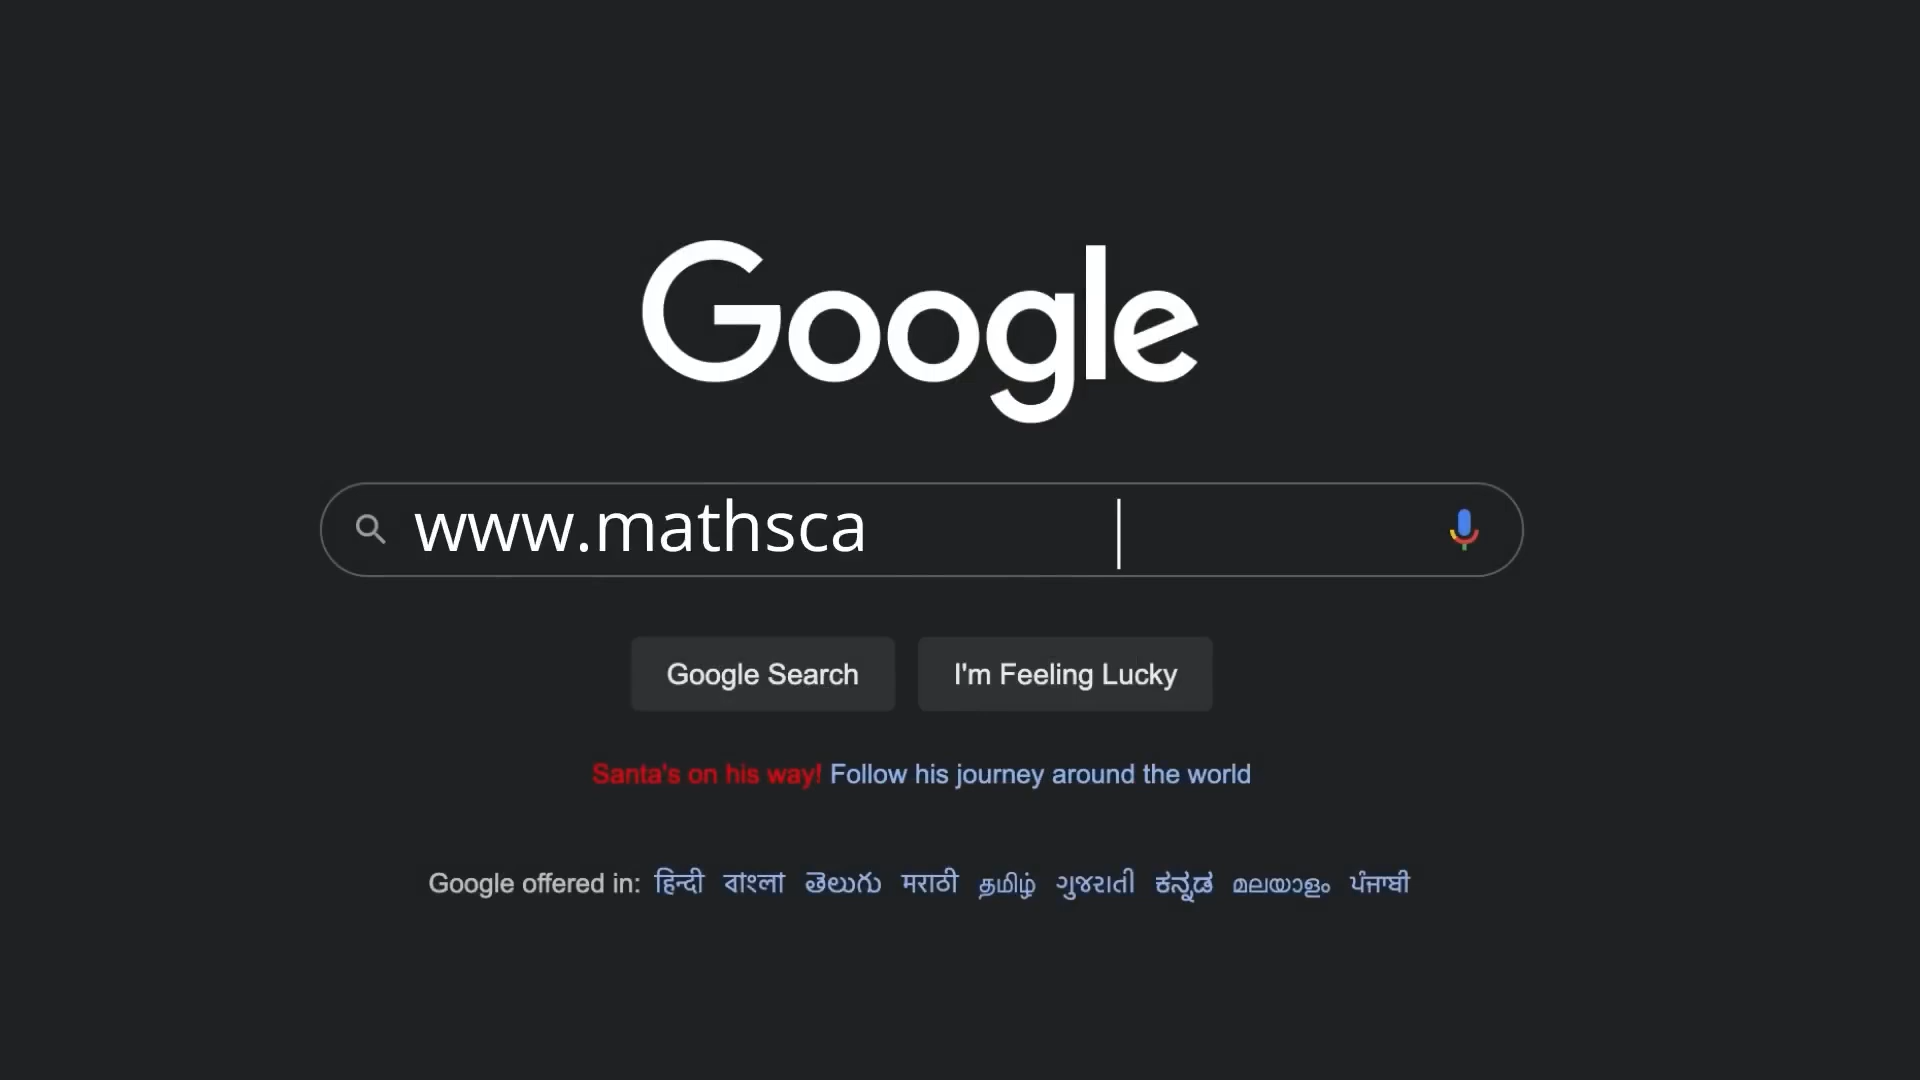 Google
www.mathsca
Google Search
I'm Feeling Lucky
Santa's on his way! Follow his journey around the world
Google offered in: हिन्दी বাংলা తెలుగు मराठी தமிழ் ગુજરાતી ಕನ್ನಡ മലയാളം ਪੰਜਾਬੀ